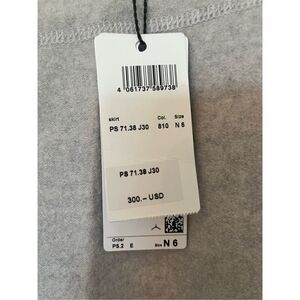 4 061737 589738
skirt Col. Size
PS 71.38 J30 810 N 6
PS 71.38 J30
300.– USD
Order
PS.2 E Size N 6